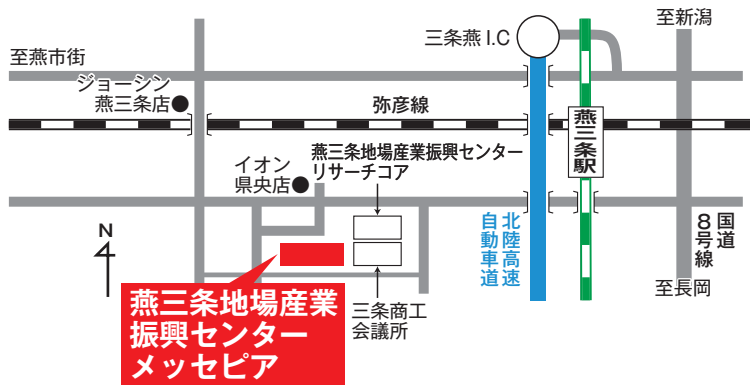 至新潟
三条燕I.C
至燕市街
ジョーシン
燕三条店
弥彦線
燕三条駅
燕三条地場産業振興センター
リサーチコア
イオン
県央店
北陸高速
自動車道
国道
8号線
N
至長岡
燕三条地場産業
振興センター
メッセピア
三条商工
会議所